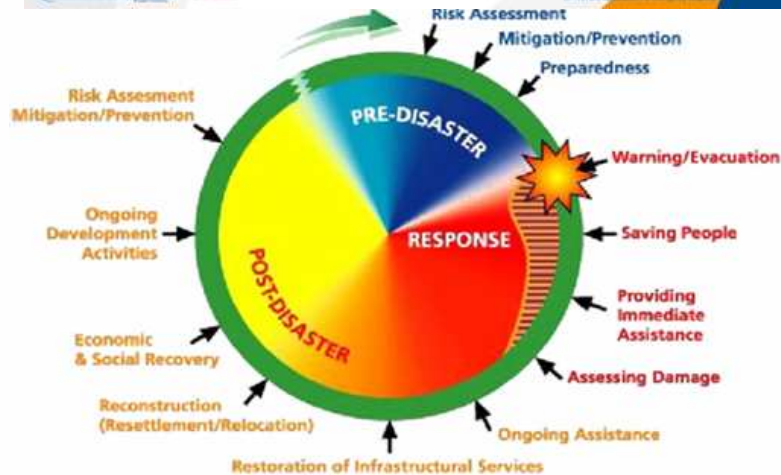 Risk Assessment
Mitigation/Prevention
Preparedness
Risk Assesment
Mitigation/Prevention
PRE-DISASTER
Warning/Evacuation
Ongoing
Development
Activities
RESPONSE
Saving People
POST-DISASTER
Providing
Immediate
Assistance
Economic
& Social Recovery
Assessing Damage
Reconstruction
(Resettlement/Relocation)
Ongoing Assistance
Restoration of Infrastructural Services